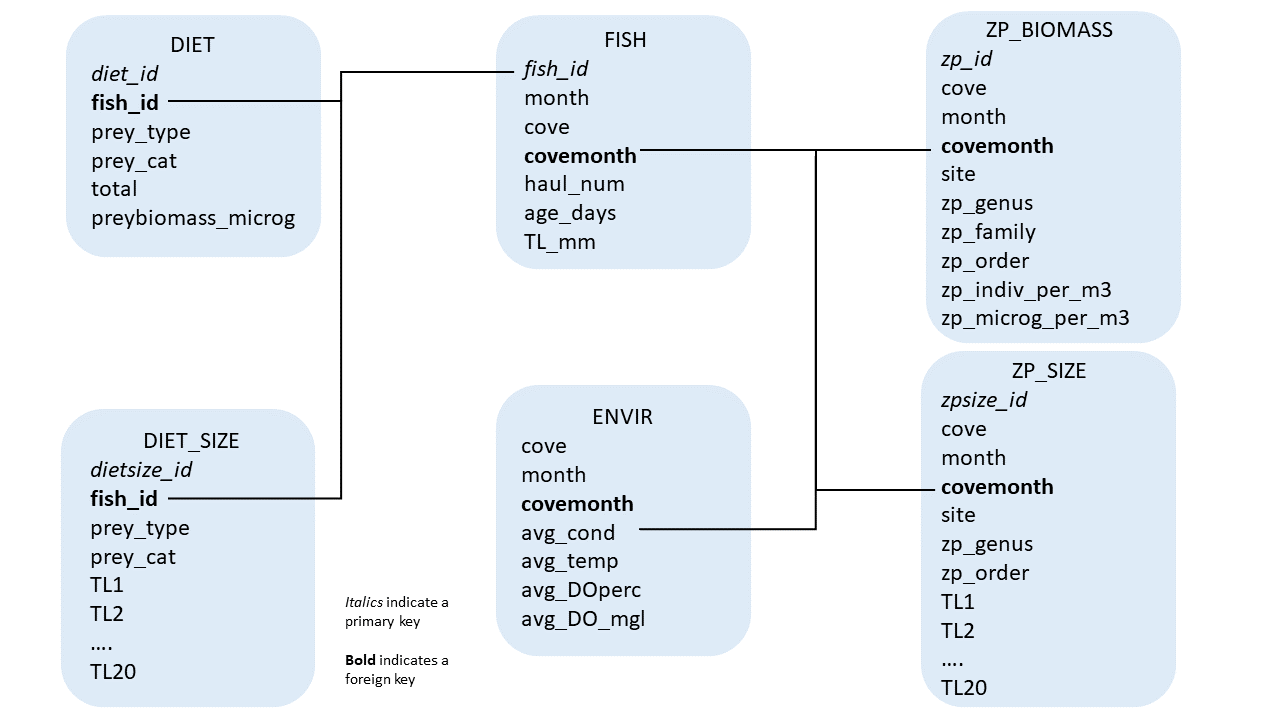 DIET
diet_id
fish_id
prey_type
prey_cat
total
preybiomass_microg
FISH
fish_id
month
cove
covemonth
haul_num
age_days
TL_mm
ZP_BIOMASS
zp_id
cove
month
covemonth
site
zp_genus
zp_family
zp_order
zp_indiv_per_m3
zp_microg_per_m3
DIET_SIZE
dietsize_id
fish_id
prey_type
prey_cat
TL1
TL2
....
TL20
Italics indicate a
primary key
Bold indicates a
foreign key
ENVIR
cove
month
covemonth
avg_cond
avg_temp
avg_DOperc
avg_DO_mgl
ZP_SIZE
zpsize_id
cove
month
covemonth
site
zp_genus
zp_order
TL1
TL2
....
TL20